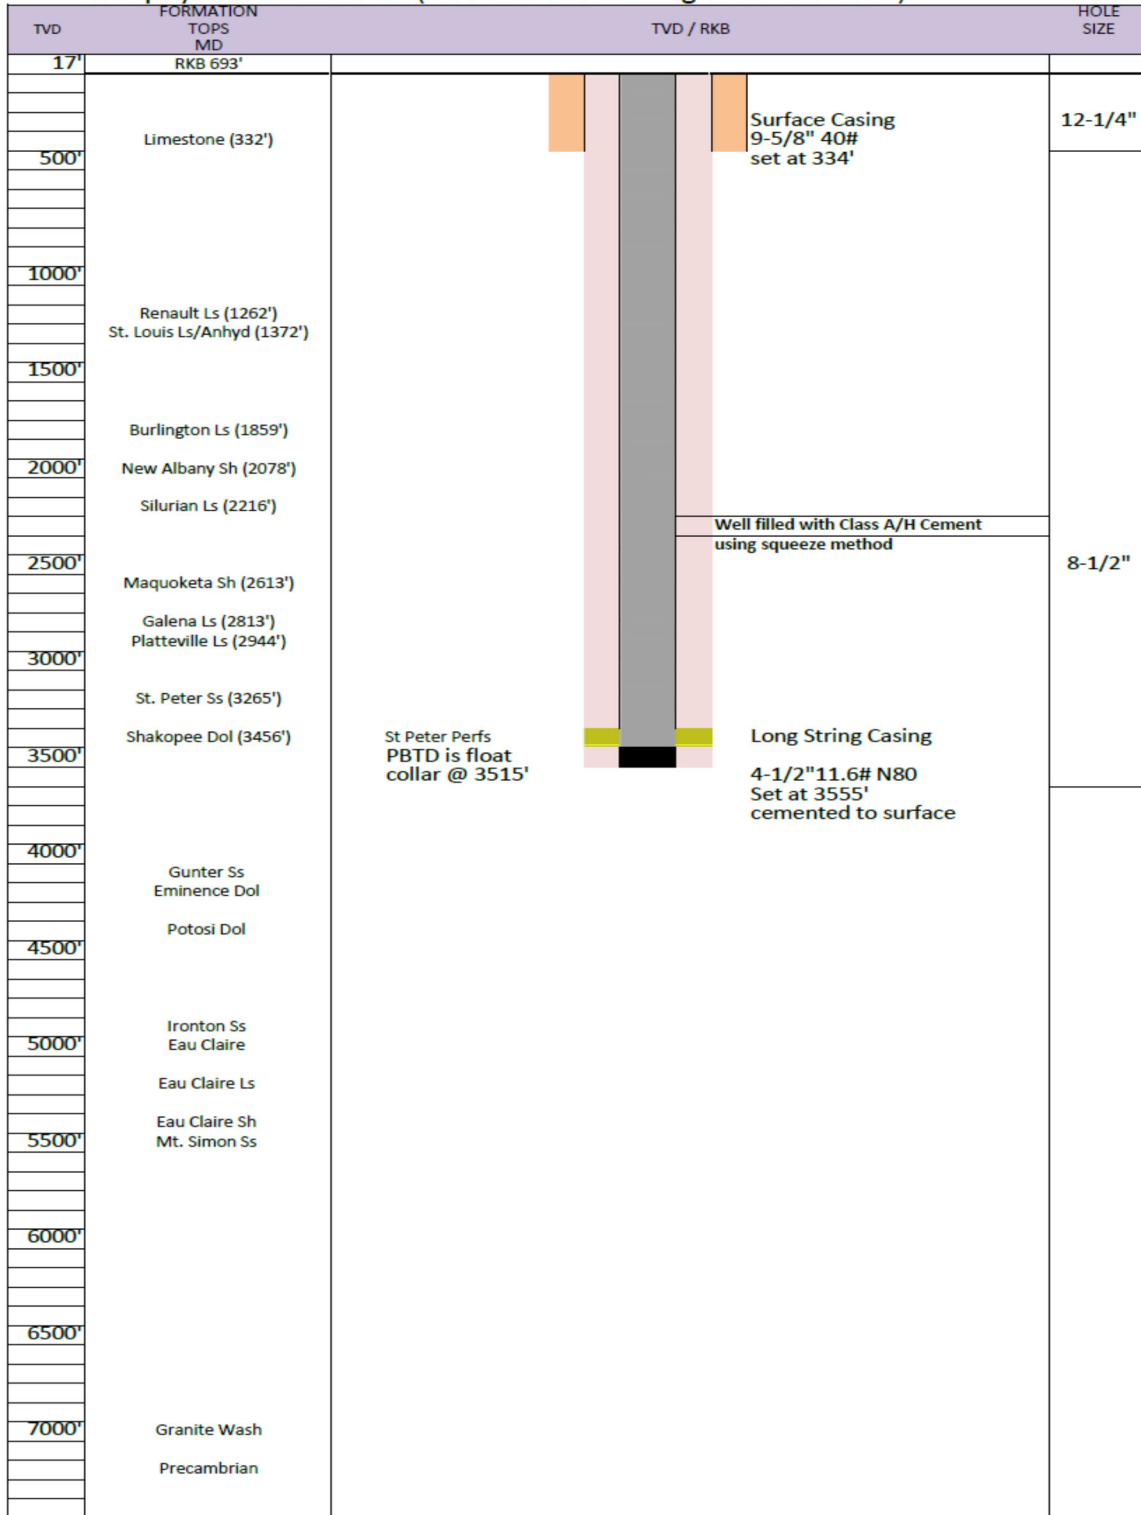 TVD
FORMATION
TOPS
MD
TVD / RKB
HOLE
SIZE
17'
RKB 693'
Limestone (332')
Surface Casing
9-5/8" 40#
set at 334'
12-1/4"
500'
1000'
Renault Ls (1262')
St. Louis Ls/Anhyd (1372')
1500'
Burlington Ls (1859')
2000'
New Albany Sh (2078')
Silurian Ls (2216')
Well filled with Class A/H Cement
using squeeze method
2500'
8-1/2"
Maquoketa Sh (2613')
Galena Ls (2813')
Platteville Ls (2944')
3000'
St. Peter Ss (3265')
Shakopee Dol (3456')
St Peter Perfs
PBTD is float
collar @ 3515'
Long String Casing
3500'
4-1/2"11.6# N80
Set at 3555'
cemented to surface
4000'
Gunter Ss
Eminence Dol
Potosi Dol
4500'
Ironton Ss
5000'
Eau Claire
Eau Claire Ls
Eau Claire Sh
5500'
Mt. Simon Ss
6000'
6500'
7000'
Granite Wash
Precambrian